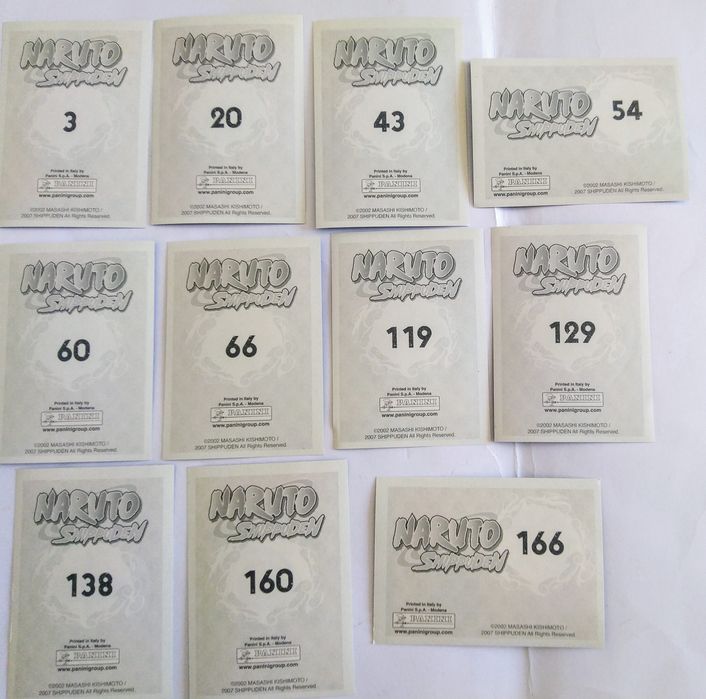 NARUTO
SHIPPUDEN
3
Printed in Italy by
Panini S.p.A. - Modena
PANINI
www.paninigroup.com
©2002 MASASHI KISHIMOTO /
2007 SHIPPUDEN All Rights Reserved.
NARUTO
SHIPPUDEN
20
Printed in Italy by
Panini S.p.A. - Modena
PANINI
www.paninigroup.com
©2002 MASASHI KISHIMOTO /
2007 SHIPPUDEN All Rights Reserved.
NARUTO
SHIPPUDEN
43
Printed in Italy by
Panini S.p.A. - Modena
PANINI
www.paninigroup.com
©2002 MASASHI KISHIMOTO /
2007 SHIPPUDEN All Rights Reserved.
NARUTO
SHIPPUDEN
54
Printed in Italy by
Panini S.p.A. - Modena
PANINI
www.paninigroup.com
©2002 MASASHI KISHIMOTO /
2007 SHIPPUDEN All Rights Reserved.
NARUTO
SHIPPUDEN
60
Printed in Italy by
Panini S.p.A. - Modena
PANINI
www.paninigroup.com
©2002 MASASHI KISHIMOTO /
2007 SHIPPUDEN All Rights Reserved.
NARUTO
SHIPPUDEN
66
Printed in Italy by
Panini S.p.A. - Modena
PANINI
www.paninigroup.com
©2002 MASASHI KISHIMOTO /
2007 SHIPPUDEN All Rights Reserved.
NARUTO
SHIPPUDEN
119
Printed in Italy by
Panini S.p.A. - Modena
PANINI
www.paninigroup.com
©2002 MASASHI KISHIMOTO /
2007 SHIPPUDEN All Rights Reserved.
NARUTO
SHIPPUDEN
129
Printed in Italy by
Panini S.p.A. - Modena
PANINI
www.paninigroup.com
©2002 MASASHI KISHIMOTO /
2007 SHIPPUDEN All Rights Reserved.
NARUTO
SHIPPUDEN
138
Printed in Italy by
Panini S.p.A. - Modena
PANINI
www.paninigroup.com
©2002 MASASHI KISHIMOTO /
2007 SHIPPUDEN All Rights Reserved.
NARUTO
SHIPPUDEN
160
Printed in Italy by
Panini S.p.A. - Modena
PANINI
www.paninigroup.com
©2002 MASASHI KISHIMOTO /
2007 SHIPPUDEN All Rights Reserved.
NARUTO
SHIPPUDEN
166
Printed in Italy by
Panini S.p.A. - Modena
PANINI
www.paninigroup.com
©2002 MASASHI KISHIMOTO /
2007 SHIPPUDEN All Rights Reserved.